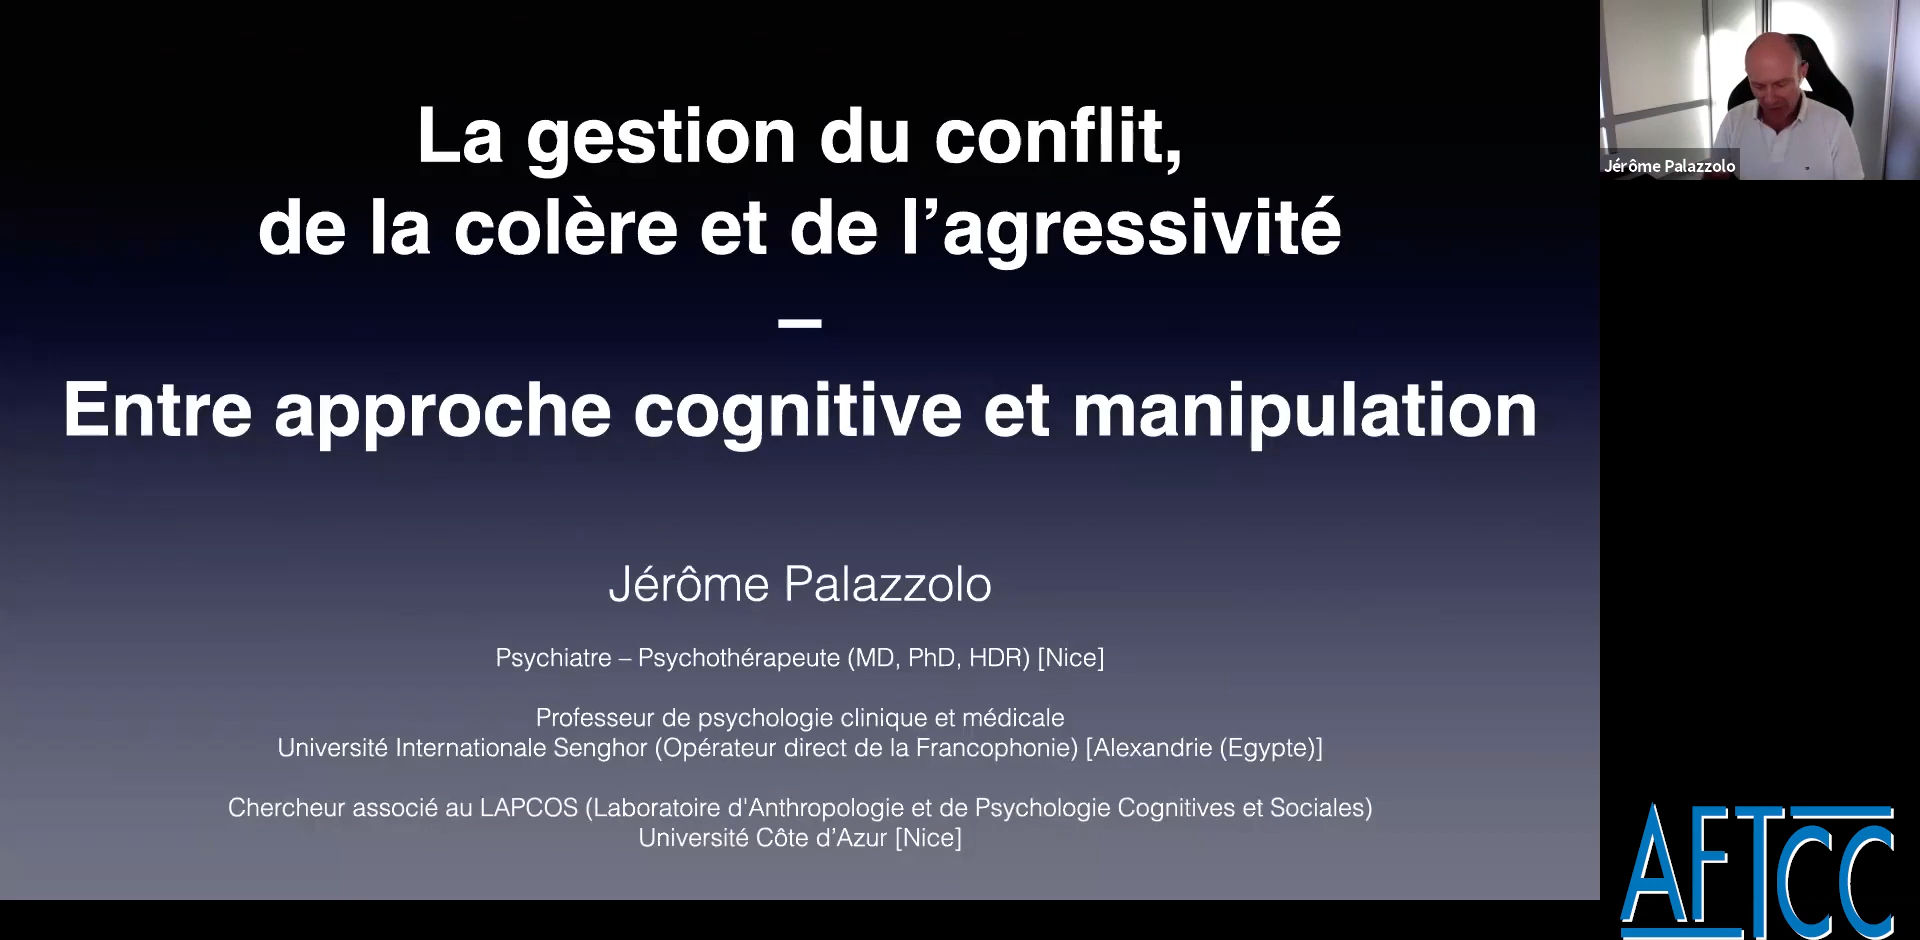 La gestion du conflit,
de la colère et de l’agressivité
–
Entre approche cognitive et manipulation
Jérôme Palazzolo
Psychiatre – Psychothérapeute (MD, PhD, HDR) [Nice]
Professeur de psychologie clinique et médicale
Université Internationale Senghor (Opérateur direct de la Francophonie) [Alexandrie (Egypte)]
Chercheur associé au LAPCOS (Laboratoire d'Anthropologie et de Psychologie Cognitives et Sociales)
Université Côte d’Azur [Nice]
Jérôme Palazzolo
AFTCC